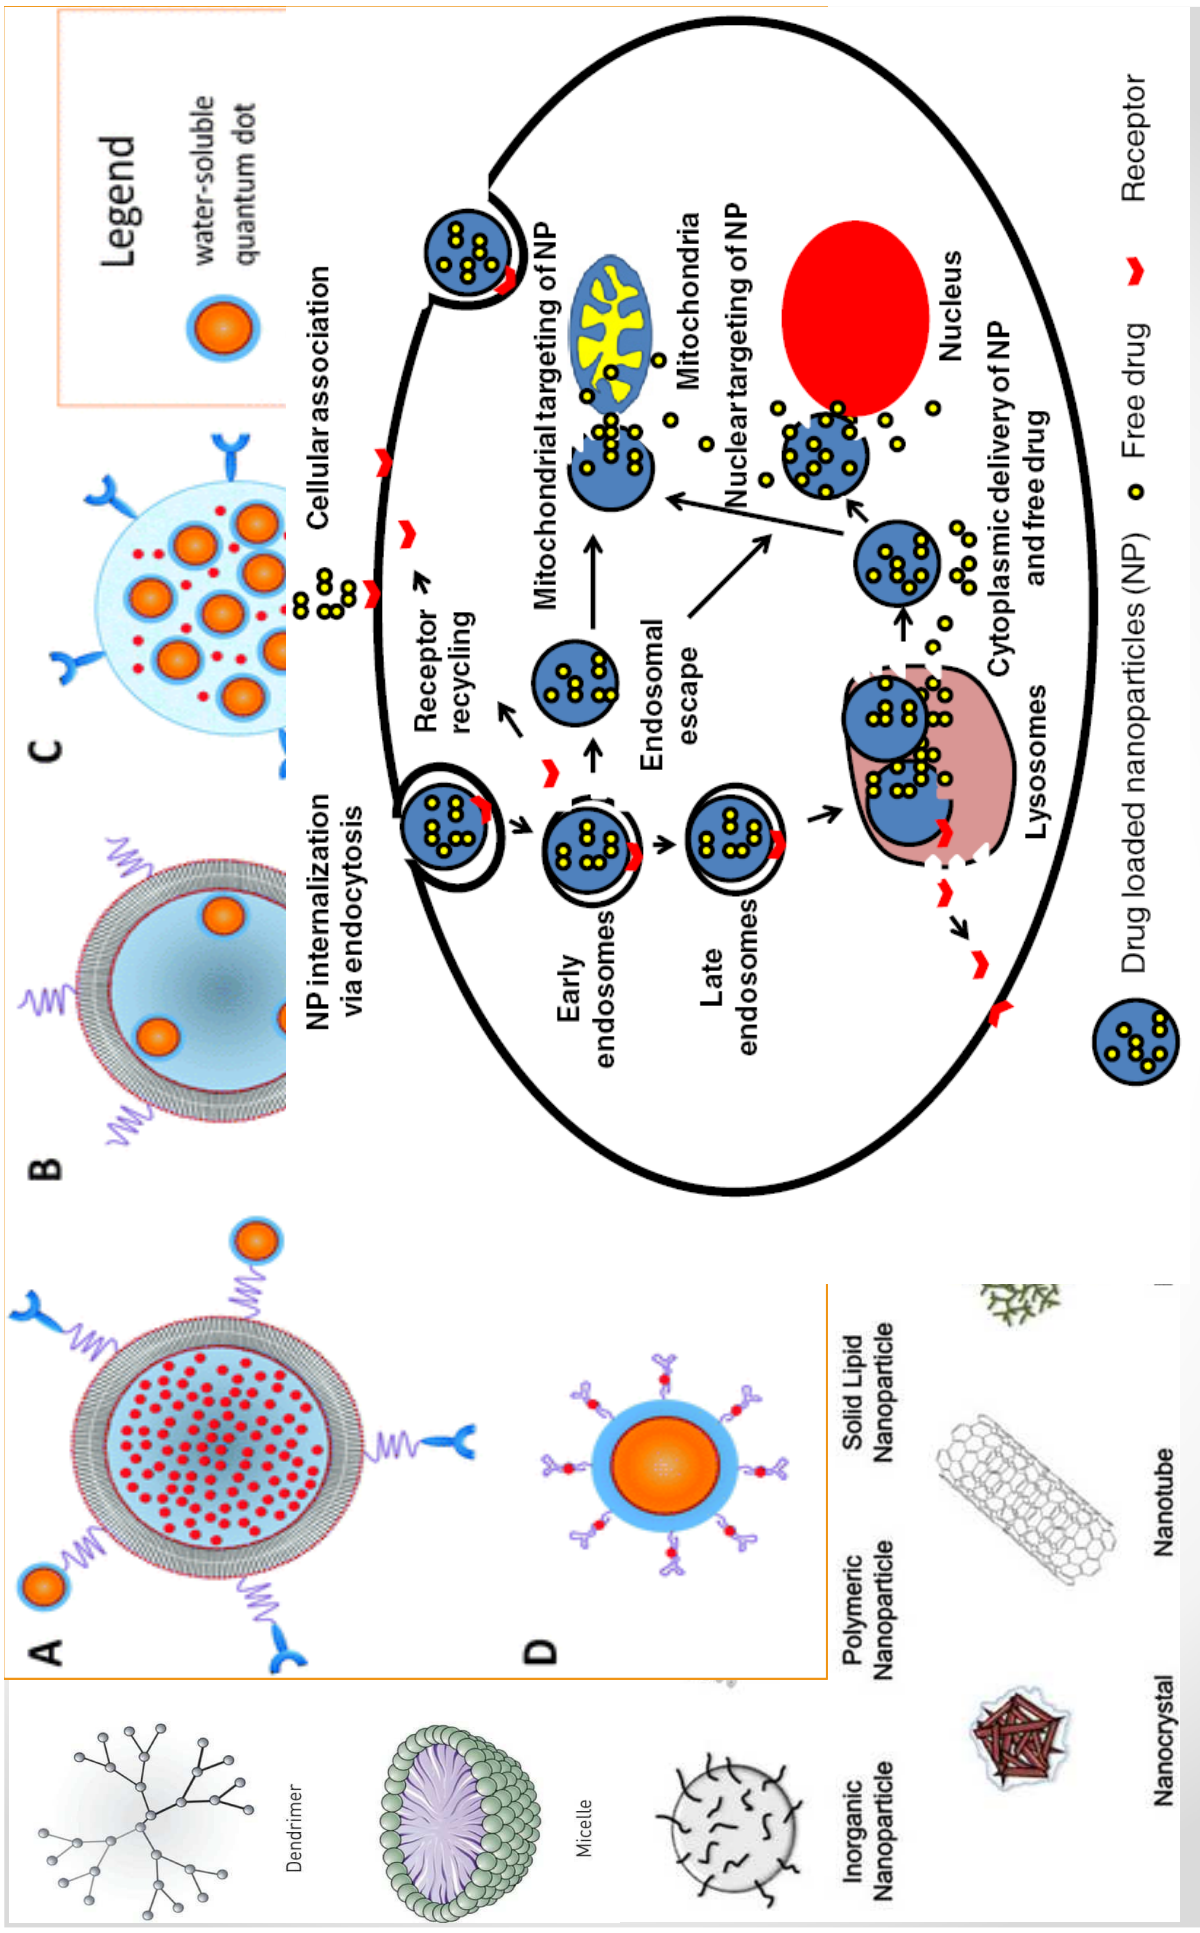 A
B
C
D
Legend
water-soluble
quantum dot
NP internalization
via endocytosis
Cellular association
Receptor
recycling
Early
endosomes
Late
endosomes
Endosomal
escape
Mitochondrial targeting of NP
Mitochondria
Nuclear targeting of NP
Nucleus
Cytoplasmic delivery of NP
and free drug
Lysosomes
Drug loaded nanoparticles (NP)
Free drug
Receptor
Dendrimer
Micelle
Inorganic
Nanoparticle
Polymeric
Nanoparticle
Solid Lipid
Nanoparticle
Nanocrystal
Nanotube